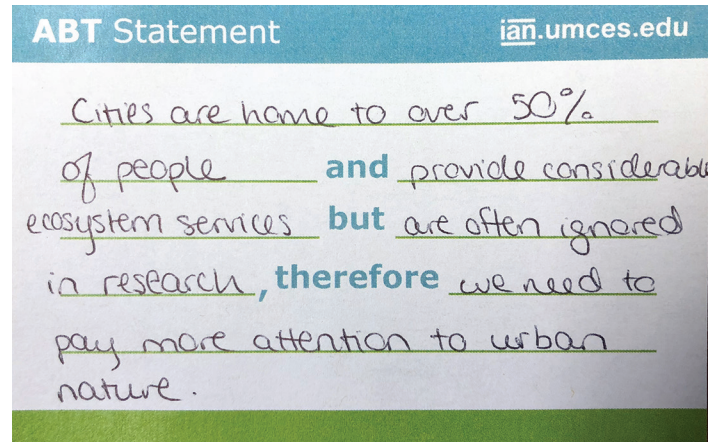 ABT Statement ian.umces.edu
Cities are home to over 50%
of people and provide considerable
ecosystem services but are often ignored
in research, therefore we need to
pay more attention to urban
nature.